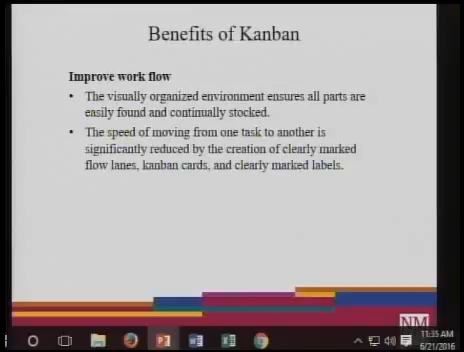 Benefits of Kanban
Improve work flow
• The visually organized environment ensures all parts are
easily found and continually stocked.
• The speed of moving from one task to another is
significantly reduced by the creation of clearly marked
flow lanes, kanban cards, and clearly marked labels.
NM
11:35 AM
6/21/2016